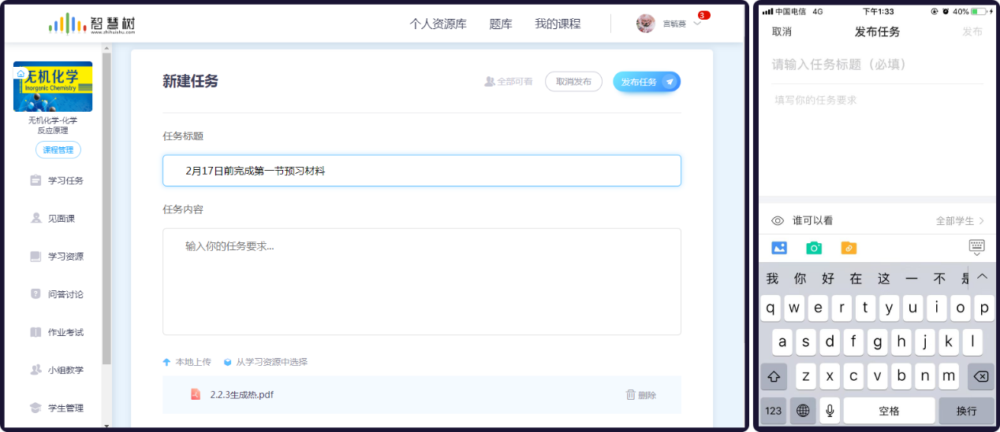 智慧树
www.zhihuishu.com
个人资源库
题库
我的课程
宫毓葵
3
无机化学
Inorganic Chemistry
无机化学-化学
反应原理
课程管理
学习任务
见面课
学习资源
问答讨论
作业考试
小组教学
学生管理
新建任务
全部可看
取消发布
发布任务
任务标题
2月17日前完成第一节预习材料
任务内容
输入你的任务要求...
本地上传
从学习资源中选择
2.2.3生成热.pdf
删除
中国电信 4G
下午1:33
40%
取消
发布任务
发布
请输入任务标题（必填）
填写你的任务要求
谁可以看
全部学生
我 你 好 在 这 一 不 是
q w e r t y u i o p
a s d f g h j k l
z x c v b n m
123
空格
换行